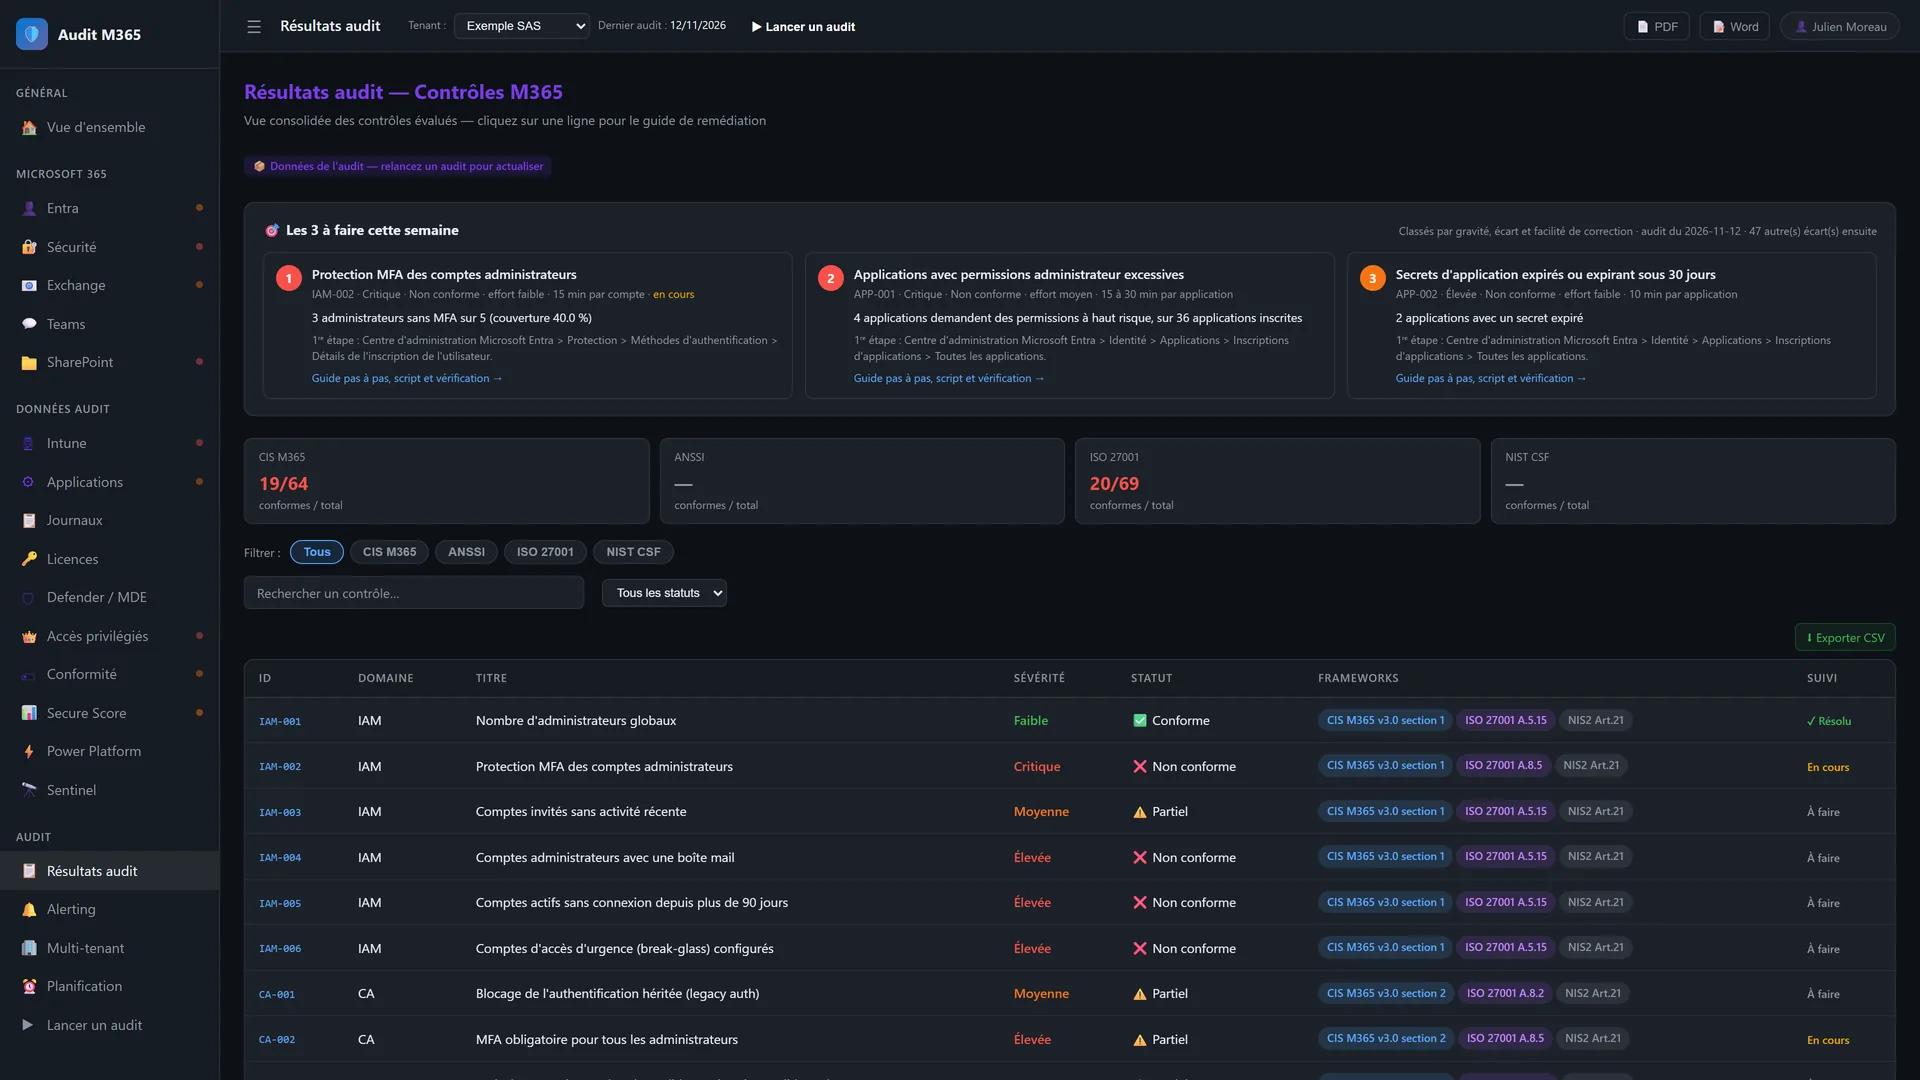 Audit M365
GÉNÉRAL
Vue d'ensemble
MICROSOFT 365
Entra
Sécurité
Exchange
Teams
SharePoint
DONNÉES AUDIT
Intune
Applications
Journaux
Licences
Defender / MDE
Accès privilégiés
Conformité
Secure Score
Power Platform
Sentinel
AUDIT
Résultats audit
Alerting
Multi-tenant
Planification
Lancer un audit
Résultats audit
Tenant : Exemple SAS
Dernier audit : 12/11/2026
▶ Lancer un audit
PDF
Word
Julien Moreau
Résultats audit — Contrôles M365
Vue consolidée des contrôles évalués — cliquez sur une ligne pour le guide de remédiation
Données de l'audit — relancez un audit pour actualiser
Les 3 à faire cette semaine
Classés par gravité, écart et facilité de correction · audit du 2026-11-12 · 47 autre(s) écart(s) ensuite
1
Protection MFA des comptes administrateurs
IAM-002 · Critique · Non conforme · effort faible · 15 min par compte · en cours
3 administrateurs sans MFA sur 5 (couverture 40.0 %)
1ʳᵉ étape : Centre d'administration Microsoft Entra > Protection > Méthodes d'authentification >
Détails de l'inscription de l'utilisateur.
Guide pas à pas, script et vérification →
2
Applications avec permissions administrateur excessives
APP-001 · Critique · Non conforme · effort moyen · 15 à 30 min par application
4 applications demandent des permissions à haut risque, sur 36 applications inscrites
1ʳᵉ étape : Centre d'administration Microsoft Entra > Identité > Applications > Inscriptions
d'applications > Toutes les applications.
Guide pas à pas, script et vérification →
3
Secrets d'application expirés ou expirant sous 30 jours
APP-002 · Élevée · Non conforme · effort faible · 10 min par application
2 applications avec un secret expiré
1ʳᵉ étape : Centre d'administration Microsoft Entra > Identité > Applications > Inscriptions
d'applications > Toutes les applications.
Guide pas à pas, script et vérification →
CIS M365
19/64
conformes / total
ANSSI
—
conformes / total
ISO 27001
20/69
conformes / total
NIST CSF
—
conformes / total
Filtrer : Tous CIS M365 ANSSI ISO 27001 NIST CSF
Rechercher un contrôle...
Tous les statuts
⬇ Exporter CSV
ID DOMAINE TITRE SÉVÉRITÉ STATUT FRAMEWORKS SUIVI
IAM-001 IAM Nombre d'administrateurs globaux Faible ✅ Conforme CIS M365 v3.0 section 1 ISO 27001 A.5.15 NIS2 Art.21 ✓ Résolu
IAM-002 IAM Protection MFA des comptes administrateurs Critique ❌ Non conforme CIS M365 v3.0 section 1 ISO 27001 A.8.5 NIS2 Art.21 En cours
IAM-003 IAM Comptes invités sans activité récente Moyenne ⚠ Partiel CIS M365 v3.0 section 1 ISO 27001 A.5.15 NIS2 Art.21 À faire
IAM-004 IAM Comptes administrateurs avec une boîte mail Élevée ❌ Non conforme CIS M365 v3.0 section 1 ISO 27001 A.5.15 NIS2 Art.21 À faire
IAM-005 IAM Comptes actifs sans connexion depuis plus de 90 jours Élevée ❌ Non conforme CIS M365 v3.0 section 1 ISO 27001 A.5.15 NIS2 Art.21 À faire
IAM-006 IAM Comptes d'accès d'urgence (break-glass) configurés Élevée ❌ Non conforme CIS M365 v3.0 section 1 ISO 27001 A.5.15 NIS2 Art.21 À faire
CA-001 CA Blocage de l'authentification héritée (legacy auth) Moyenne ⚠ Partiel CIS M365 v3.0 section 2 ISO 27001 A.8.2 NIS2 Art.21 À faire
CA-002 CA MFA obligatoire pour tous les administrateurs Élevée ⚠ Partiel CIS M365 v3.0 section 2 ISO 27001 A.8.5 NIS2 Art.21 En cours